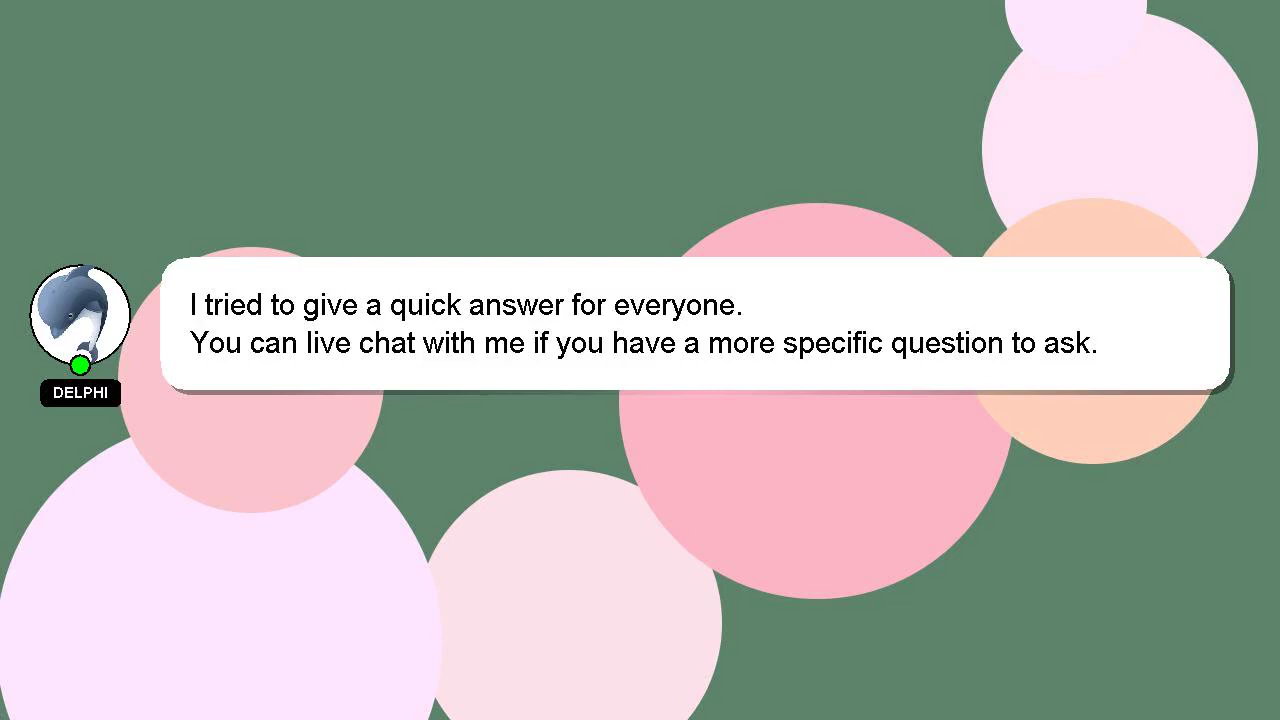 I tried to give a quick answer for everyone.
You can live chat with me if you have a more specific question to ask.
DELPHI